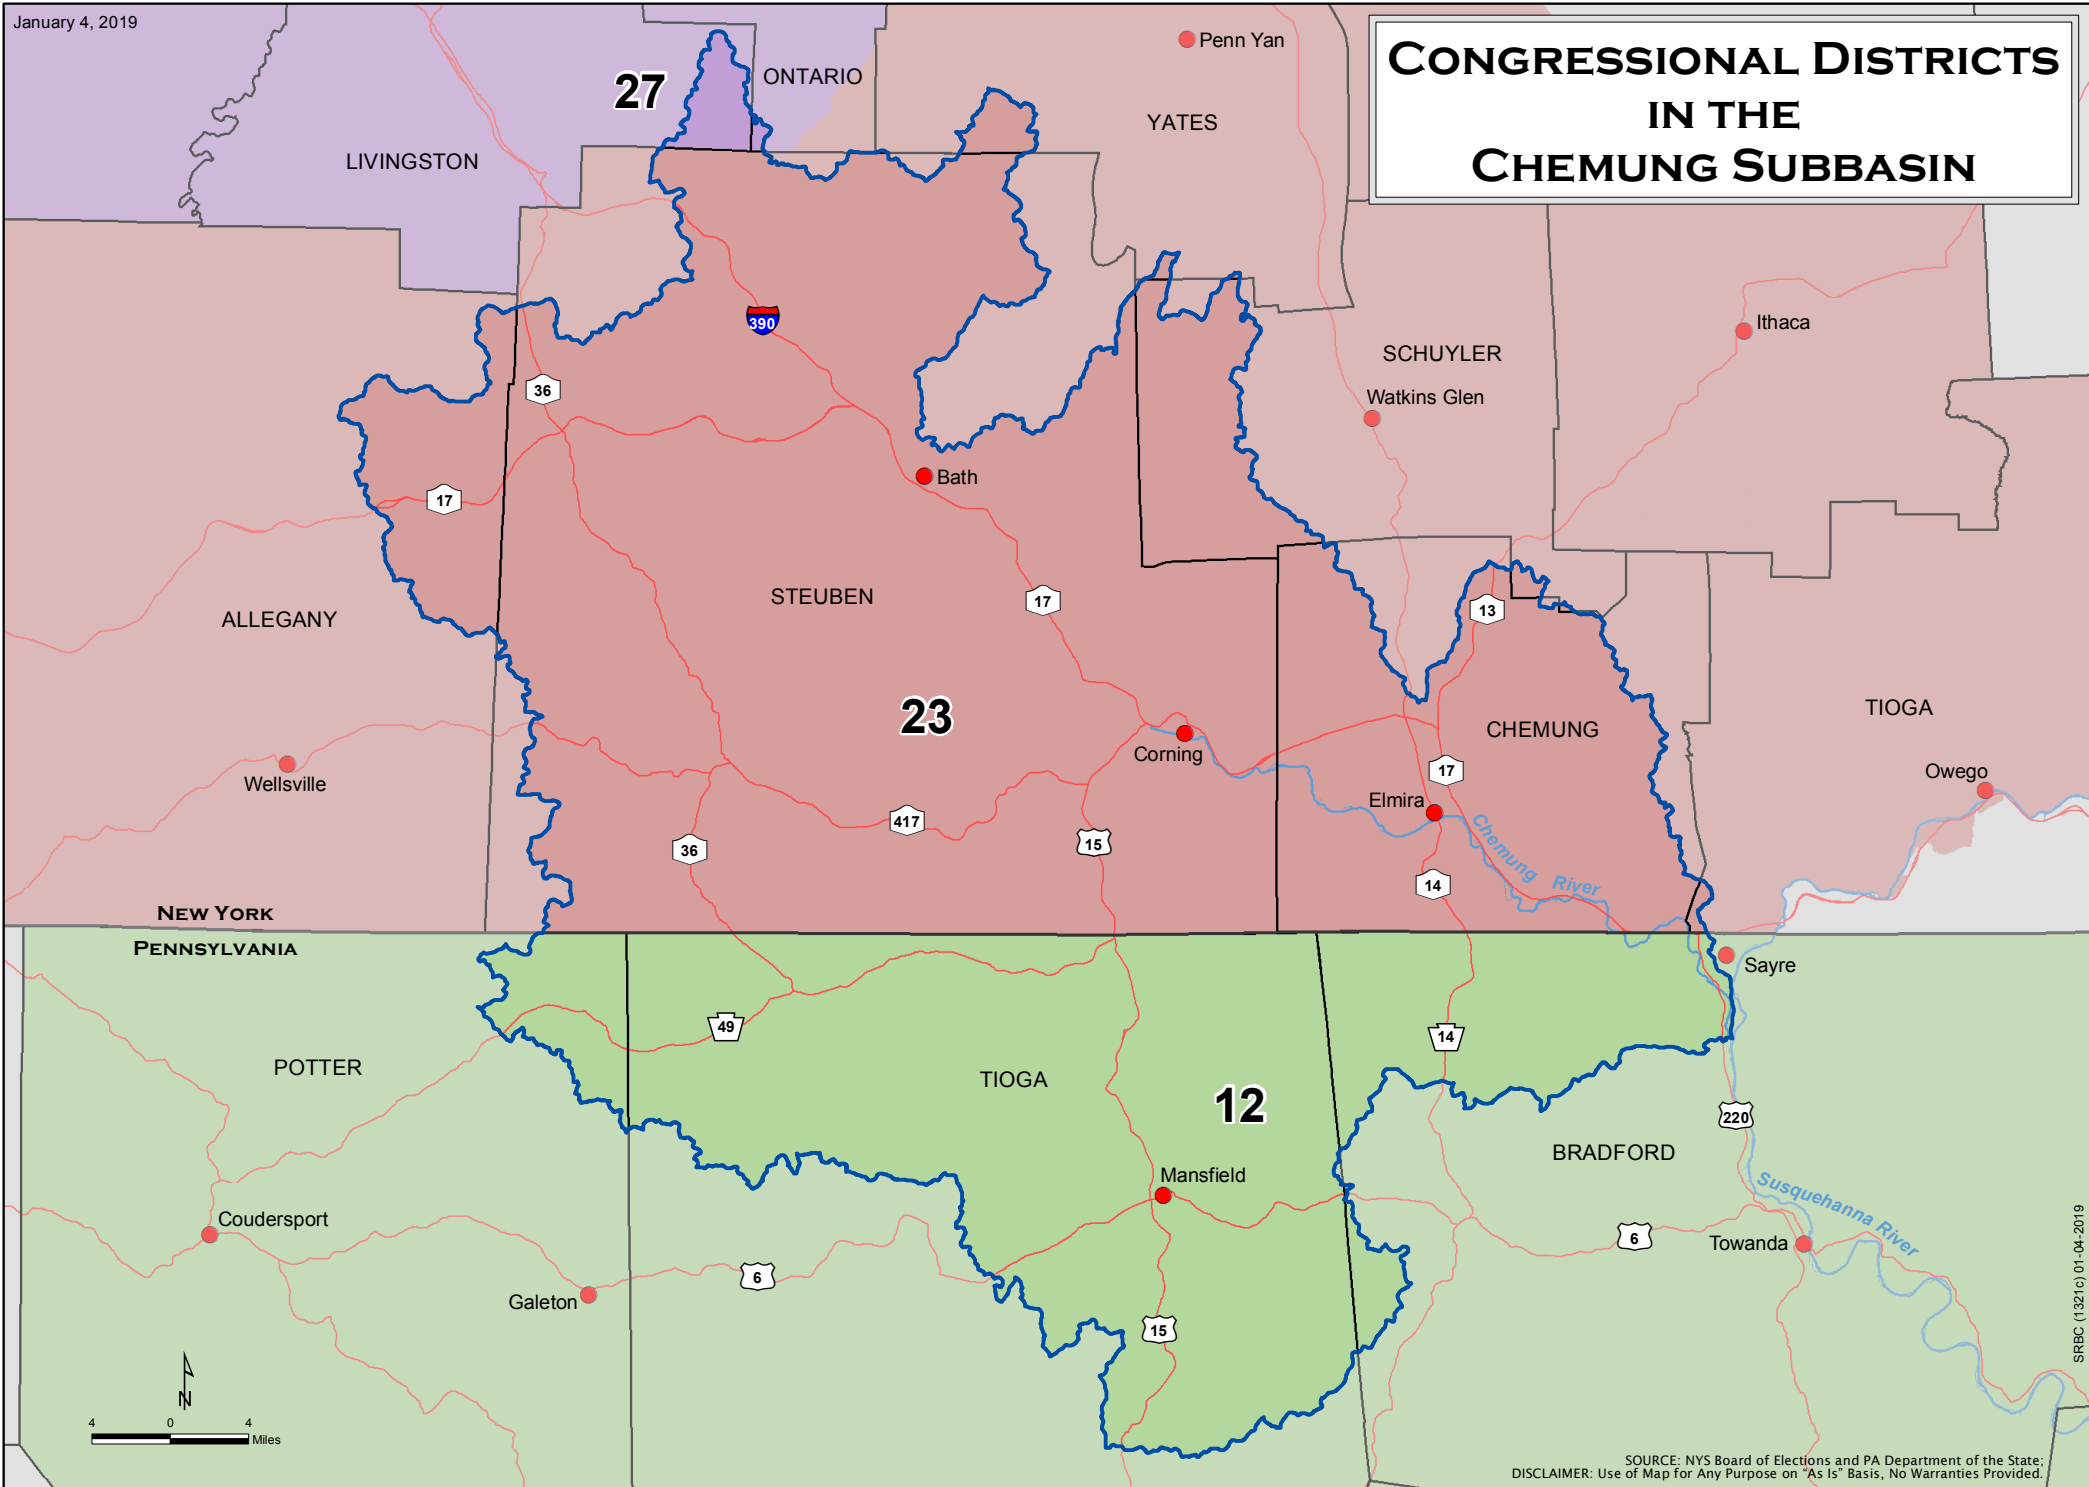 January 4, 2019
CONGRESSIONAL DISTRICTS
IN THE
CHEMUNG SUBBASIN
Penn Yan
27
ONTARIO
YATES
LIVINGSTON
390
Ithaca
SCHUYLER
36
Watkins Glen
Bath
17
STEUBEN
17
13
ALLEGANY
23
TIOGA
CHEMUNG
Corning
17
Owego
Wellsville
Elmira
417
36
15
Chemung River
14
NEW YORK
PENNSYLVANIA
Sayre
49
14
POTTER
TIOGA
12
220
BRADFORD
Mansfield
Susquehanna River
Coudersport
6
Towanda
6
Galeton
15
SRBC (1321c) 01-04-2019
N
4 0 4
Miles
SOURCE: NYS Board of Elections and PA Department of the State;
DISCLAIMER: Use of Map for Any Purpose on "As Is" Basis, No Warranties Provided.